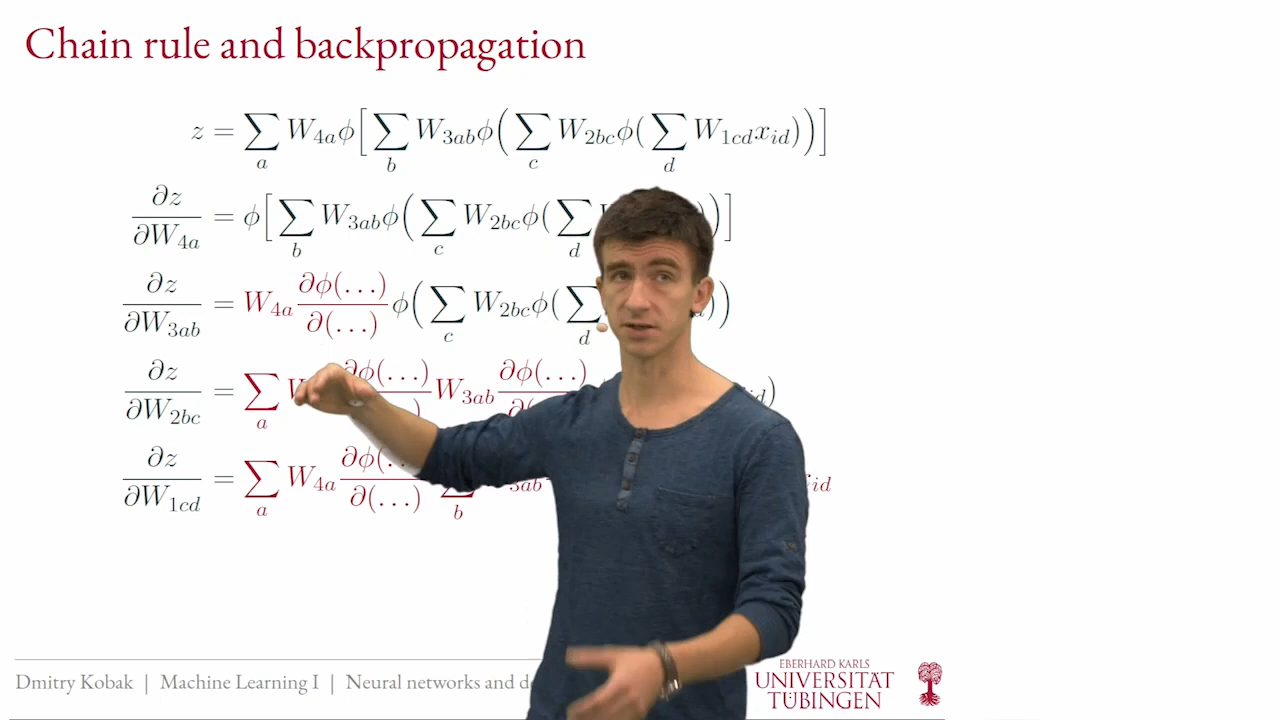 Chain rule and backpropagation
z = ∑_a W_{4a} ϕ[ ∑_b W_{3ab} ϕ( ∑_c W_{2bc} ϕ( ∑_d W_{1cd} x_{id} ) ) ]
∂z/∂W_{4a} = ϕ[ ∑_b W_{3ab} ϕ( ∑_c W_{2bc} ϕ( ∑_d ) ) ]
∂z/∂W_{3ab} = W_{4a} ∂ϕ(...)/∂(...) ϕ( ∑_c W_{2bc} ϕ( ∑_d ) )
∂z/∂W_{2bc} = ∑_a ∂ϕ(...) W_{3ab} ∂ϕ(...) id )
∂z/∂W_{1cd} = ∑_a W_{4a} ∂ϕ(.../∂(...) ∑_b 3ab id
Dmitry Kobak | Machine Learning I | Neural networks and
EBERHARD KARLS
UNIVERSITÄT
TÜBINGEN